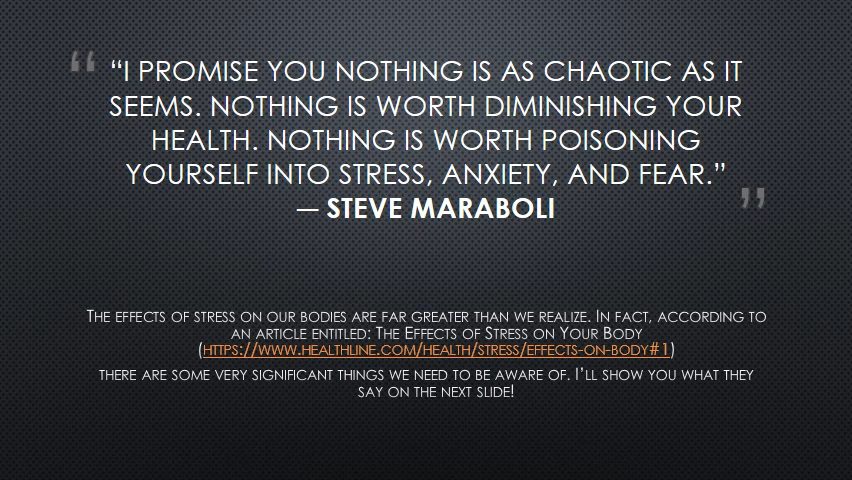 “I PROMISE YOU NOTHING IS AS CHAOTIC AS IT
SEEMS. NOTHING IS WORTH DIMINISHING YOUR
HEALTH. NOTHING IS WORTH POISONING
YOURSELF INTO STRESS, ANXIETY, AND FEAR.”
― STEVE MARABOLI
THE EFFECTS OF STRESS ON OUR BODIES ARE FAR GREATER THAN WE REALIZE. IN FACT, ACCORDING TO
AN ARTICLE ENTITLED: THE EFFECTS OF STRESS ON YOUR BODY
(HTTPS://WWW.HEALTHLINE.COM/HEALTH/STRESS/EFFECTS-ON-BODY#1)
THERE ARE SOME VERY SIGNIFICANT THINGS WE NEED TO BE AWARE OF. I’LL SHOW YOU WHAT THEY
SAY ON THE NEXT SLIDE!